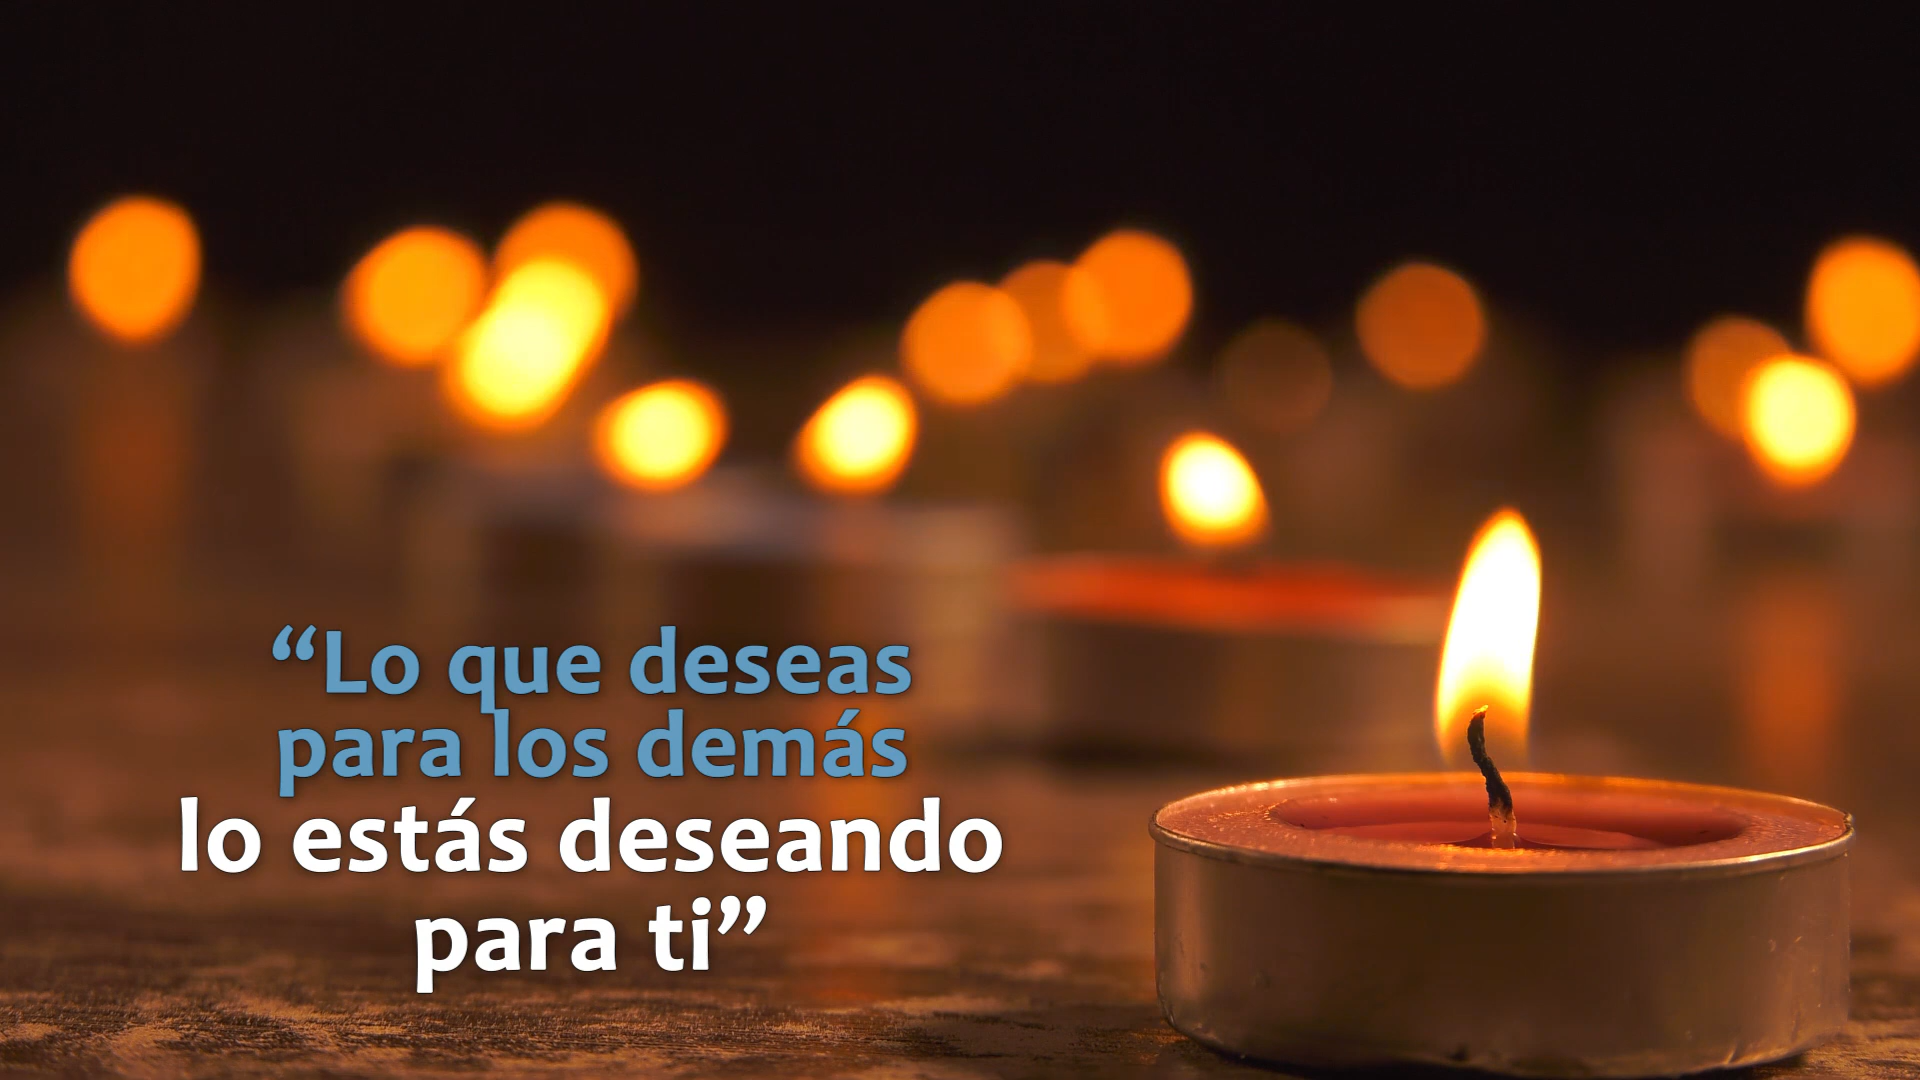 “Lo que deseas
para los demás
lo estás deseando
para ti”